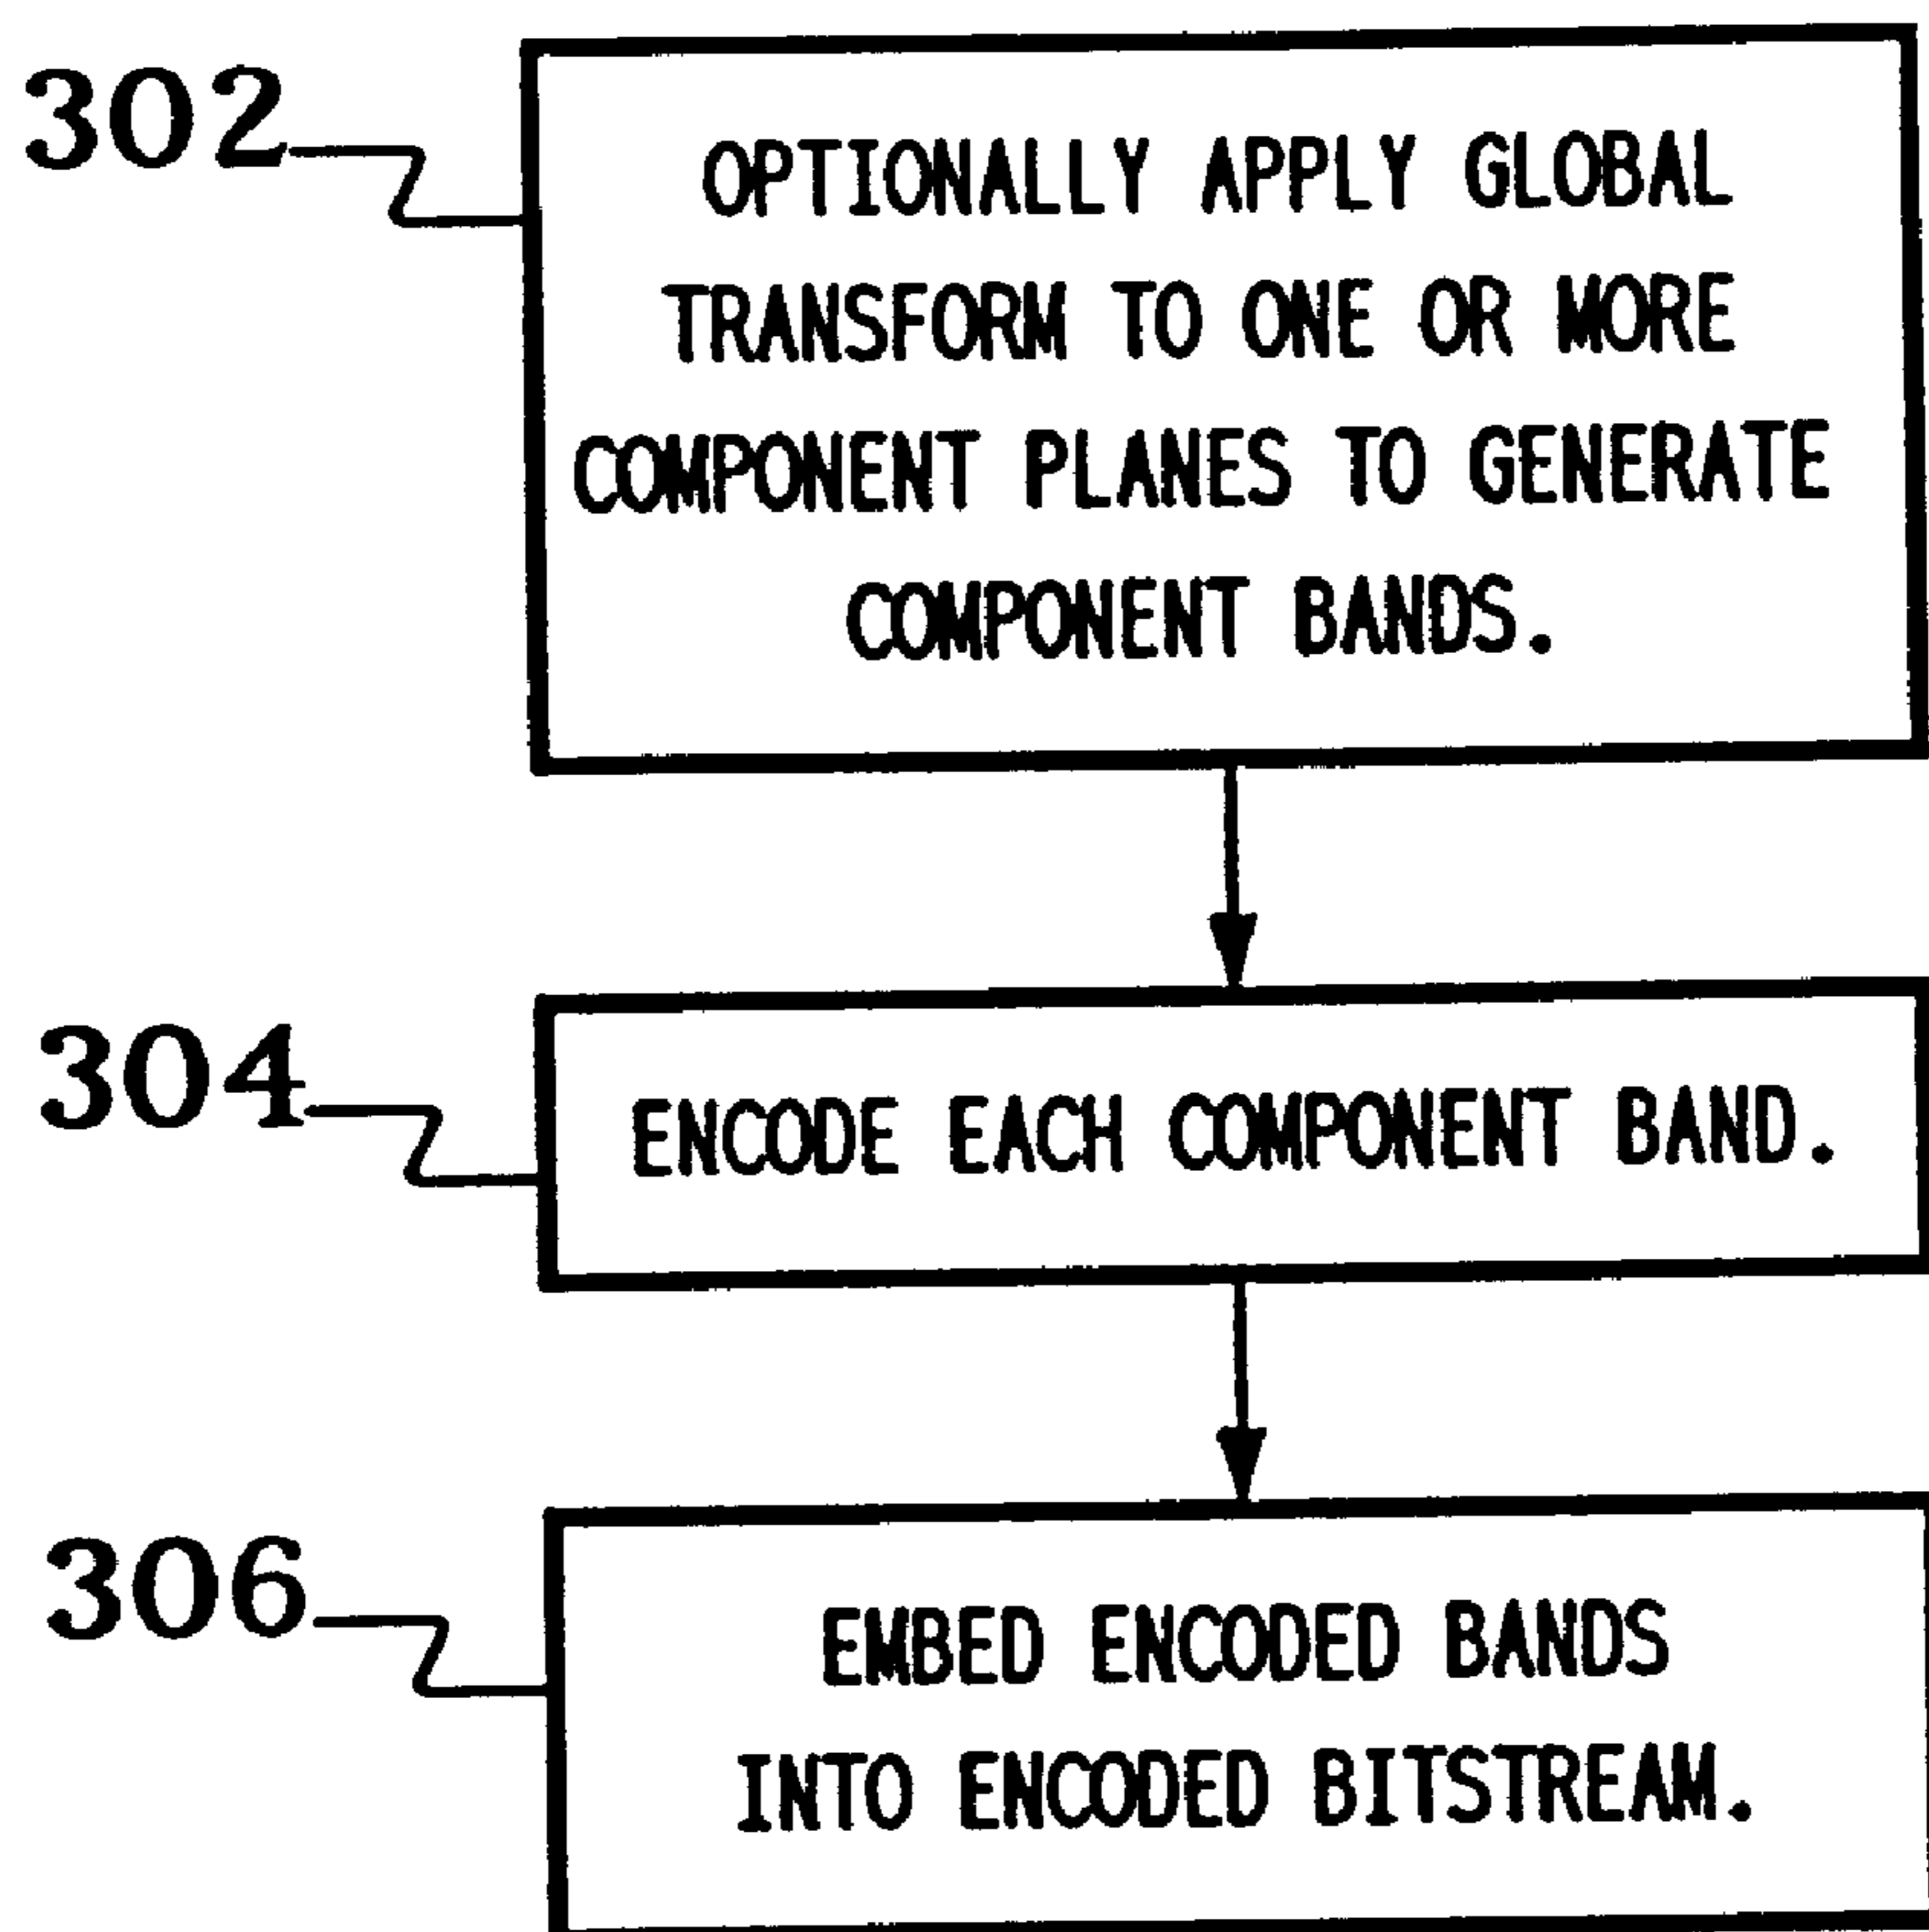 302
OPTIONALLY APPLY GLOBAL
TRANSFORM TO ONE OR MORE
COMPONENT PLANES TO GENERATE
COMPONENT BANDS.
304
ENCODE EACH COMPONENT BAND.
306
EMBED ENCODED BANDS
INTO ENCODED BITSTREAM.